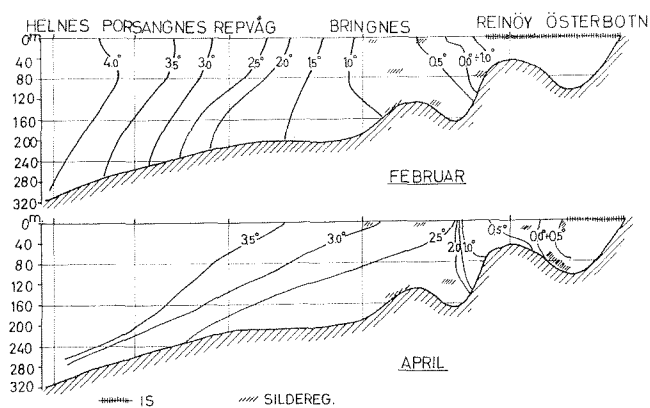 HELNES PORSANGNES REPVÅG BRINGNES REINÖY ÖSTERBOTN
0m
40
80
120
160
200
240
280
320
4.0° 3.5° 3.0° 2.5° 2.0° 1.5° 1.0° 0.5° 0.0° ÷1.0°
FEBRUAR
0m
40
80
120
160
200
240
280
320
3.5° 3.0° 2.5° 2.0 1.0° 0.5° 0.0° ÷0.5°
APRIL
IS SILDEREG.